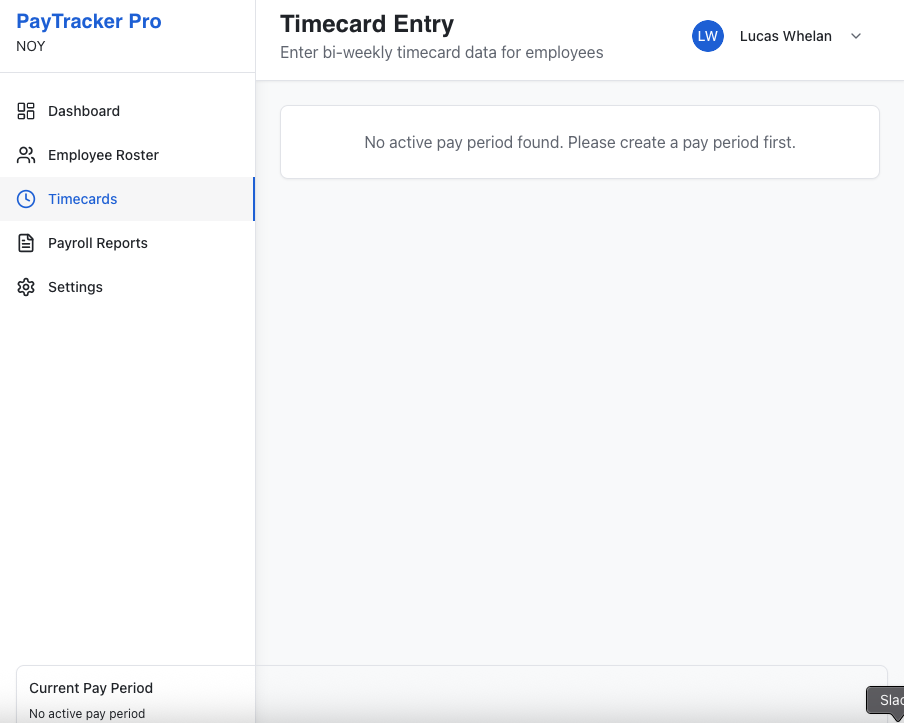 PayTracker Pro
NOY
Dashboard
Employee Roster
Timecards
Payroll Reports
Settings
Current Pay Period
No active pay period
Timecard Entry
Enter bi-weekly timecard data for employees
LW
Lucas Whelan
No active pay period found. Please create a pay period first.